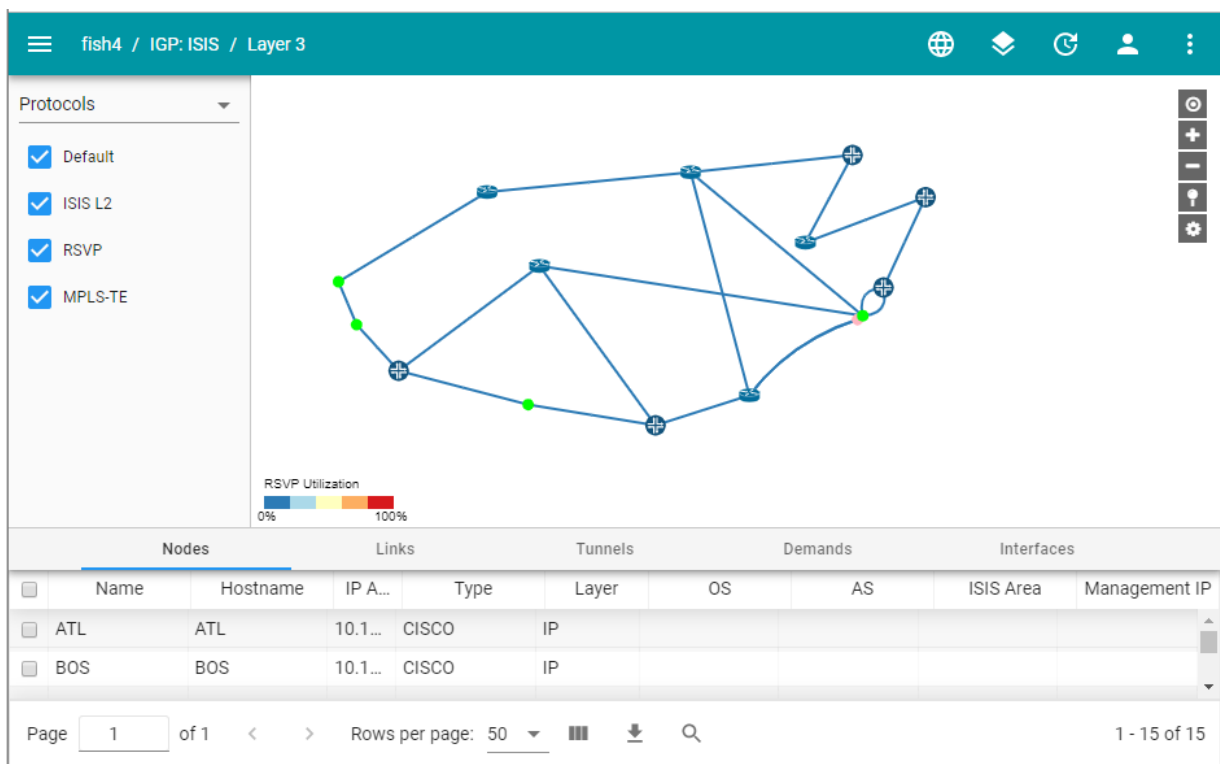 fish4 / IGP: ISIS / Layer 3
Protocols
Default
ISIS L2
RSVP
MPLS-TE
RSVP Utilization
0% 100%
Nodes Links Tunnels Demands Interfaces
Name Hostname IP A... Type Layer OS AS ISIS Area Management IP
ATL ATL 10.1... CISCO IP
BOS BOS 10.1... CISCO IP
Page 1 of 1 Rows per page: 50 1 - 15 of 15